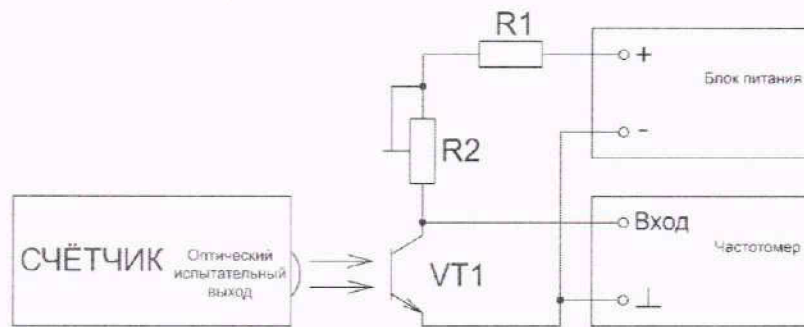 R1
+
Блок питания
-
R2
СЧЁТЧИК
Оптический
испытательный
выход
VT1
Вход
Частотомер
⊥